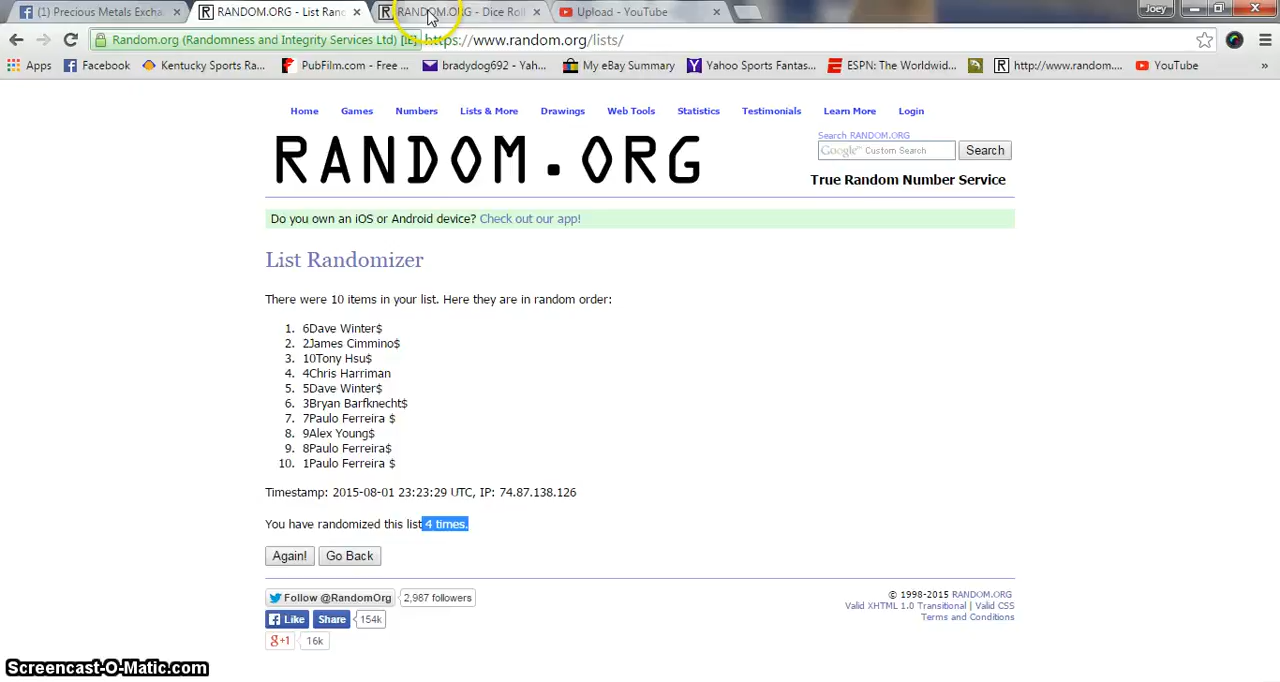 (1) Precious Metals Excha
RANDOM.ORG - List Ran
RANDOM.ORG - Dice Roll
Upload - YouTube
Joey
Random.org (Randomness and Integrity Services Ltd) [IE] https://www.random.org/lists/
Apps Facebook Kentucky Sports Ra... PubFilm.com - Free ... bradydog692 - Yah... My eBay Summary Yahoo Sports Fantas... ESPN: The Worldwid... http://www.random.... YouTube »
Home Games Numbers Lists & More Drawings Web Tools Statistics Testimonials Learn More Login
RANDOM.ORG
Search RANDOM.ORG
Google™ Custom Search Search
True Random Number Service
Do you own an iOS or Android device? Check out our app!
List Randomizer
There were 10 items in your list. Here they are in random order:
1. 6Dave Winter$
2. 2James Cimmino$
3. 10Tony Hsu$
4. 4Chris Harriman
5. 5Dave Winter$
6. 3Bryan Barfknecht$
7. 7Paulo Ferreira $
8. 9Alex Young$
9. 8Paulo Ferreira$
10. 1Paulo Ferreira $
Timestamp: 2015-08-01 23:23:29 UTC, IP: 74.87.138.126
You have randomized this list 4 times.
Again! Go Back
Follow @RandomOrg 2,987 followers
Like Share 154k
g+1 16k
© 1998-2015 RANDOM.ORG
Valid XHTML 1.0 Transitional | Valid CSS
Terms and Conditions
Screencast-O-Matic.com